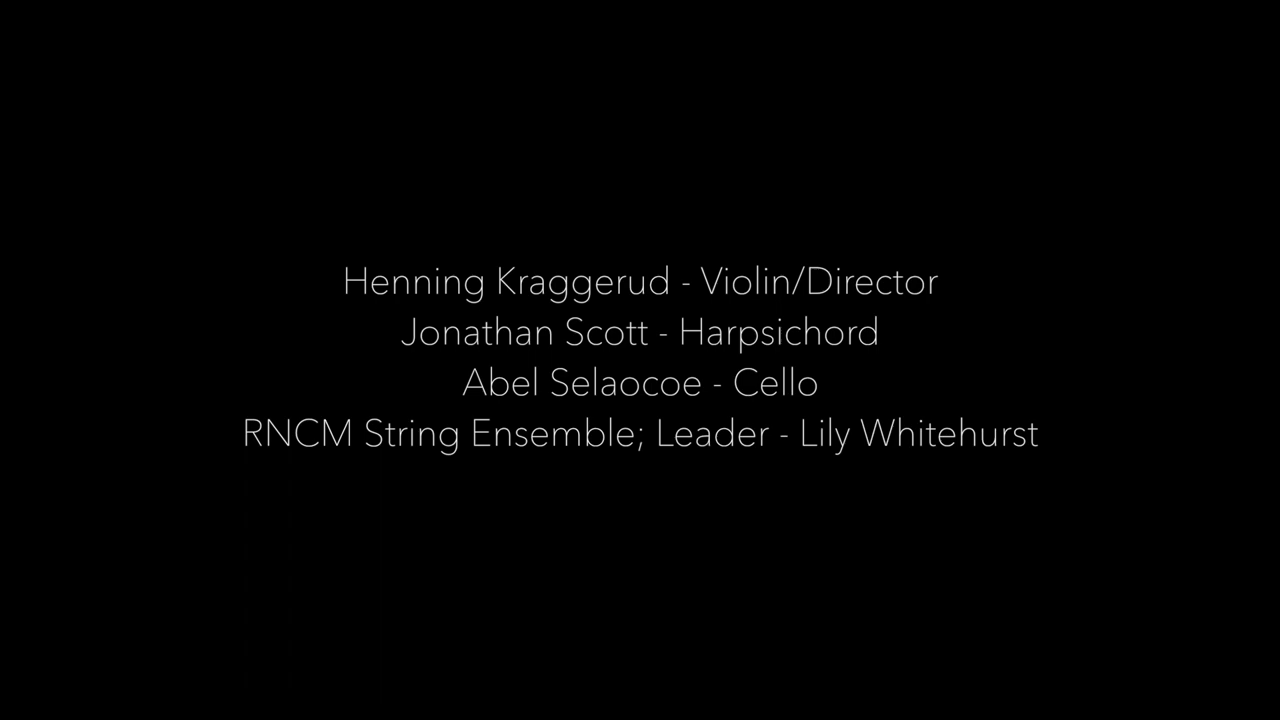 Henning Kraggerud - Violin/Director
Jonathan Scott - Harpsichord
Abel Selaocoe - Cello
RNCM String Ensemble; Leader - Lily Whitehurst